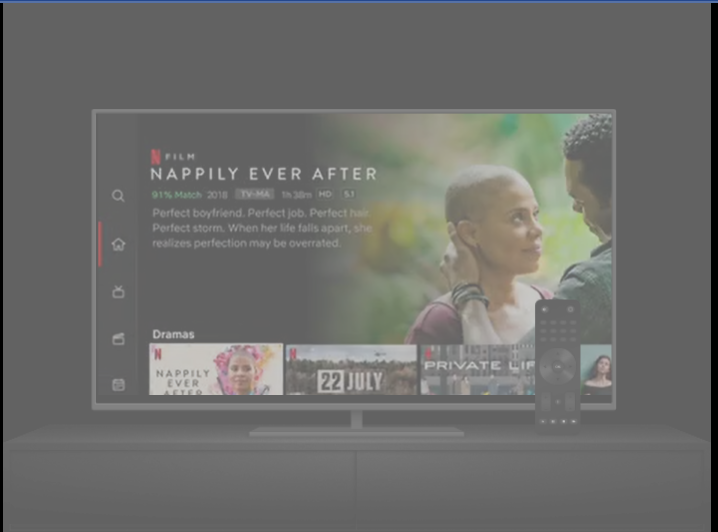 N FILM
NAPPILY EVER AFTER
91% Match 2018 TV-MA 1h 38m HD 5.1
Perfect boyfriend. Perfect job. Perfect hair.
Perfect storm. When her life falls apart, she
realizes perfection may be overrated.
Dramas
N
NAPPILY
EVER
AFTER
N
22 JULY
N
PRIVATE LIF